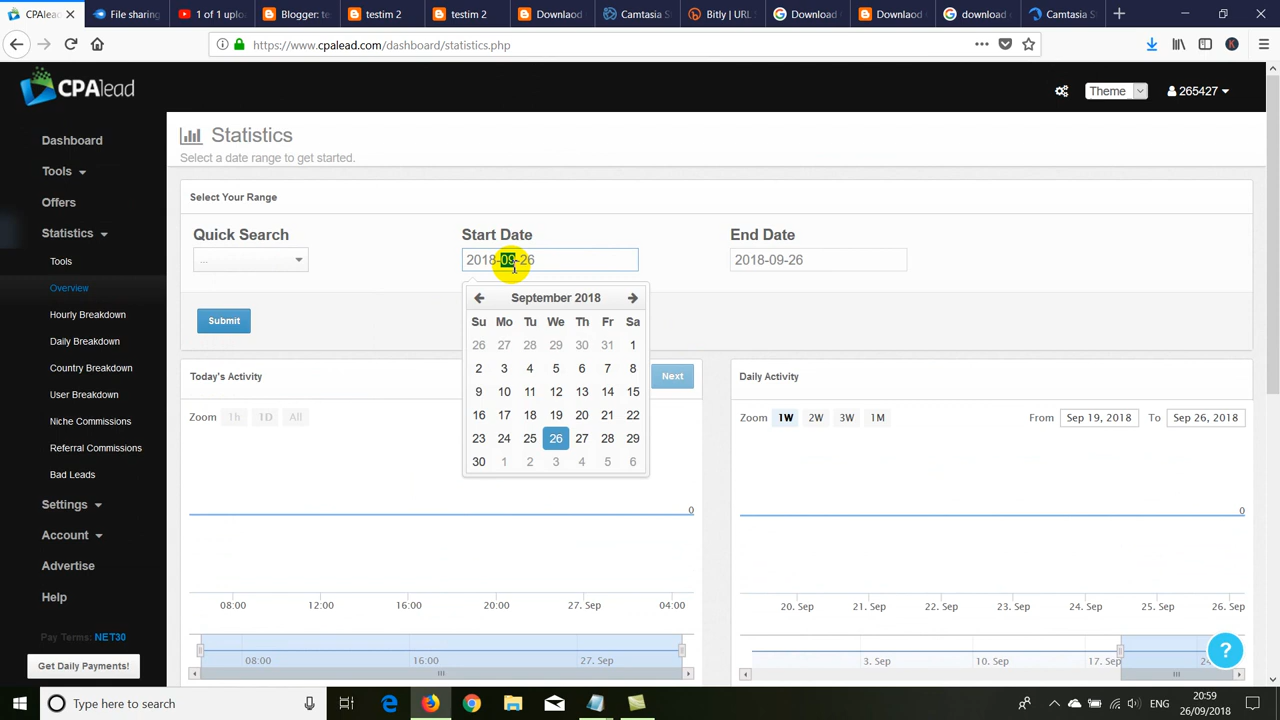 CPAlead
File sharing
1 of 1 uplo
Blogger: te
testim 2
testim 2
Downlaod
Camtasia St
Bitly | URL S
Download
Downlaod
download
Camtasia St
https://www.cpalead.com/dashboard/statistics.php
K
CPAlead
Theme
265427
Dashboard
Tools
Offers
Statistics
Tools
Overview
Hourly Breakdown
Daily Breakdown
Country Breakdown
User Breakdown
Niche Commissions
Referral Commissions
Bad Leads
Settings
Account
Advertise
Help
Pay Terms: NET30
Get Daily Payments!
Statistics
Select a date range to get started.
Select Your Range
Quick Search Start Date End Date
... 2018-09-26 2018-09-26
Submit
September 2018
Su Mo Tu We Th Fr Sa
26 27 28 29 30 31 1
2 3 4 5 6 7 8
9 10 11 12 13 14 15
16 17 18 19 20 21 22
23 24 25 26 27 28 29
30 1 2 3 4 5 6
Today's Activity
Next
Zoom 1h 1D All
0
08:00 12:00 16:00 20:00 27. Sep 04:00
08:00 16:00 27. Sep
Daily Activity
Zoom 1W 2W 3W 1M From Sep 19, 2018 To Sep 26, 2018
0
20. Sep 21. Sep 22. Sep 23. Sep 24. Sep 25. Sep 26. Sep
3. Sep 10. Sep 17. Sep
?
Type here to search
20:59
26/09/2018